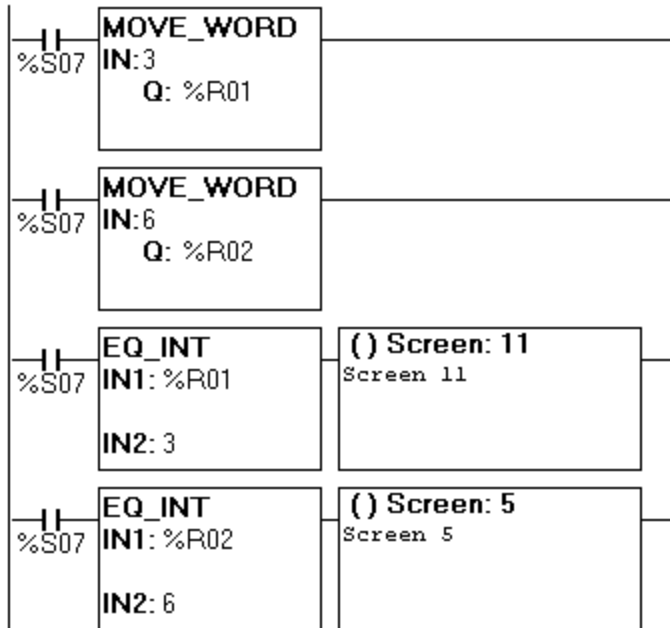 MOVE_WORD
%S07 IN:3
Q: %R01
MOVE_WORD
%S07 IN:6
Q: %R02
EQ_INT () Screen: 11
%S07 IN1: %R01 Screen 11
IN2: 3
EQ_INT () Screen: 5
%S07 IN1: %R02 Screen 5
IN2: 6